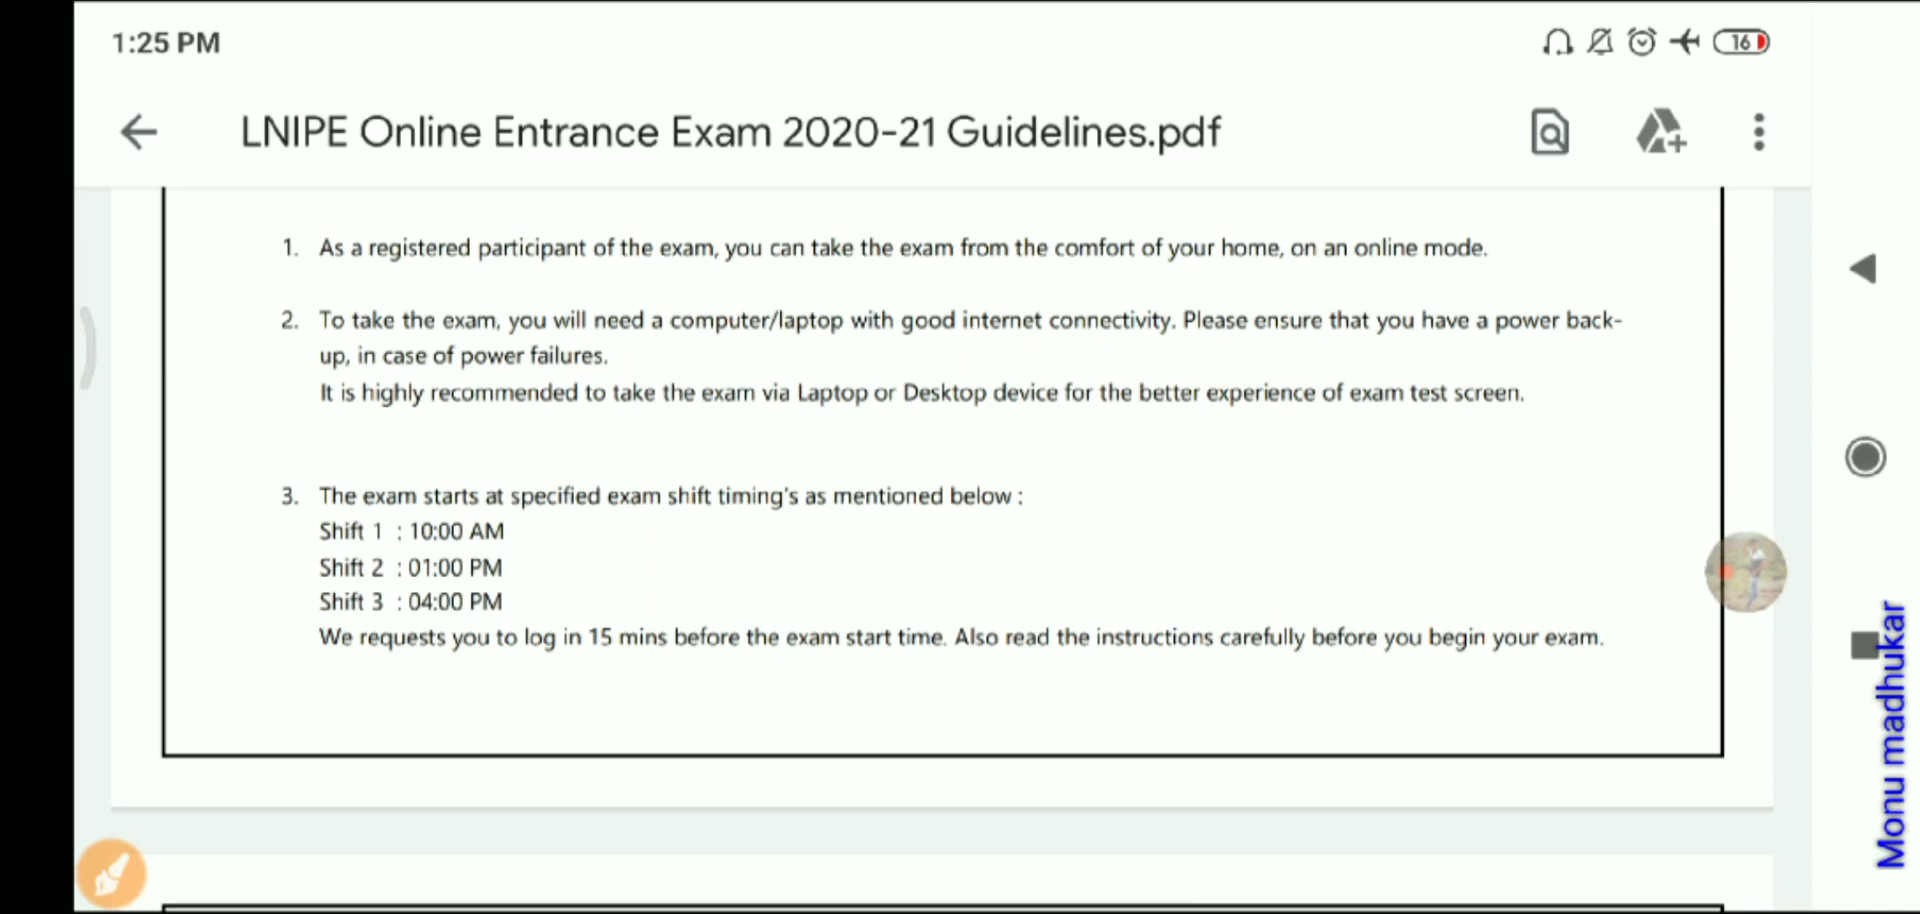 1:25 PM
16
LNIPE Online Entrance Exam 2020-21 Guidelines.pdf
1. As a registered participant of the exam, you can take the exam from the comfort of your home, on an online mode.
2. To take the exam, you will need a computer/laptop with good internet connectivity. Please ensure that you have a power back-
up, in case of power failures.
It is highly recommended to take the exam via Laptop or Desktop device for the better experience of exam test screen.
3. The exam starts at specified exam shift timing's as mentioned below :
Shift 1 : 10:00 AM
Shift 2 : 01:00 PM
Shift 3 : 04:00 PM
We requests you to log in 15 mins before the exam start time. Also read the instructions carefully before you begin your exam.
Monu madhukar